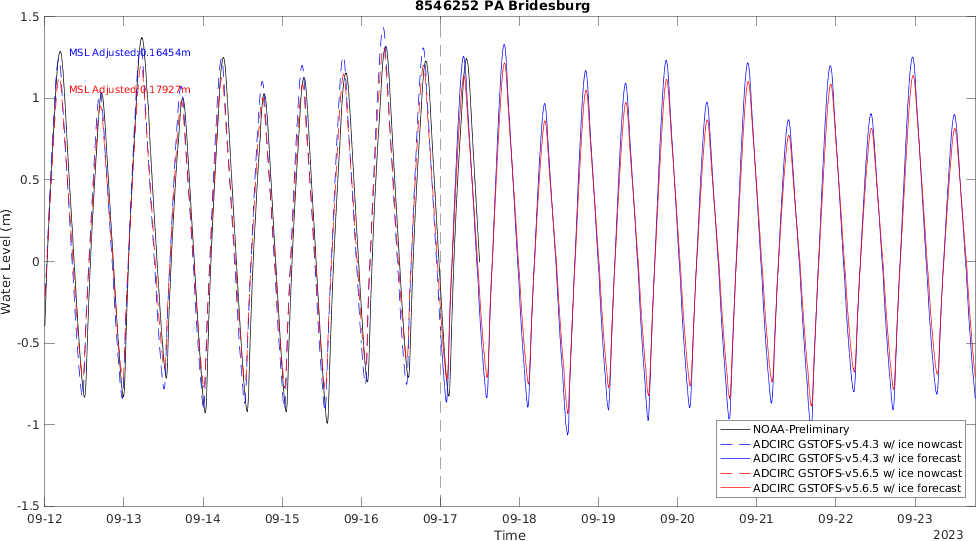 8546252 PA Bridesburg
1.5
MSL Adjusted:0.16454m
MSL Adjusted:0.17927m
1
0.5
0
-0.5
-1
-1.5
Water Level (m)
NOAA-Preliminary
ADCIRC GSTOFS-v5.4.3 w/ ice nowcast
ADCIRC GSTOFS-v5.4.3 w/ ice forecast
ADCIRC GSTOFS-v5.6.5 w/ ice nowcast
ADCIRC GSTOFS-v5.6.5 w/ ice forecast
09-12 09-13 09-14 09-15 09-16 09-17 09-18 09-19 09-20 09-21 09-22 09-23
Time
2023